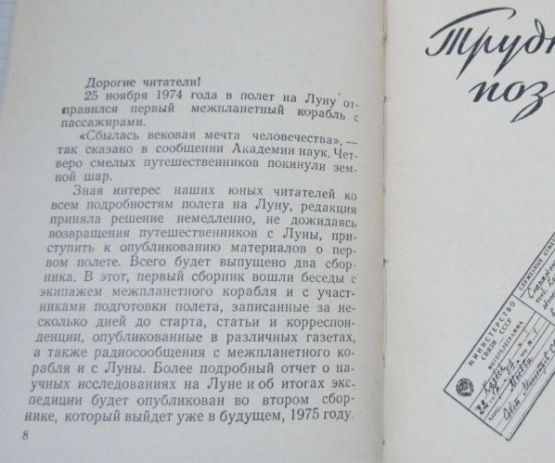 Дорогие читатели!
25 ноября 1974 года в полет на Луну от-
правился первый межпланетный корабль с
пассажирами.
«Сбылась вековая мечта человечества», —
так сказано в сообщении Академии наук. Чет-
веро смелых путешественников покинули зем-
ной шар.
Зная интерес наших юных читателей ко
всем подробностям полета на Луну, редакция
приняла решение немедленно, не дожидаясь
возвращения путешественников с Луны, при-
ступить к опубликованию материалов о пер-
вом полете. Всего будет выпущено два сбор-
ника. В этот, первый сборник вошли беседы с
экипажем межпланетного корабля и с участ-
никами подготовки полета, записанные за не-
сколько дней до старта, статьи и корреспон-
денции, опубликованные в различных газетах,
а также радиосообщения с межпланетного ко-
рабля и с Луны. Более подробный отчет о на-
учных исследованиях на Луне и об итогах экс-
педиции будет опубликован во втором сбор-
нике, который выйдет уже в будущем, 1975 году.
8
Трудн
поз
МИНИСТЕРСТВО
СВЯЗИ СССР
Москва